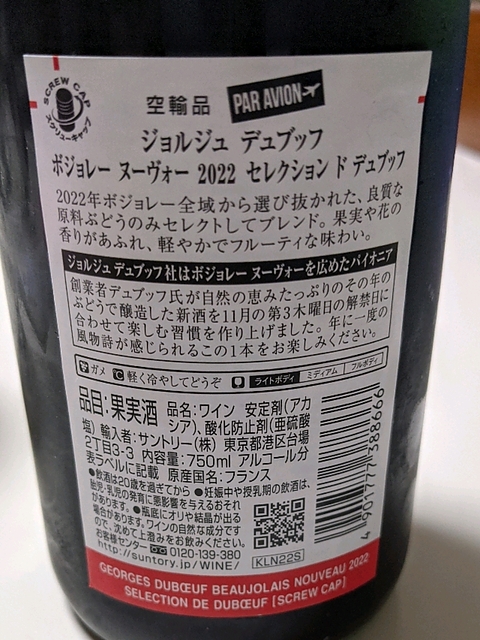 SCREW CAP
スクリューキャップ
空輸品 PAR AVION
ジョルジュ デュブッフ
ボジョレー ヌーヴォー 2022 セレクション ド デュブッフ
2022年ボジョレー全域から選び抜かれた、良質な
原料ぶどうのみセレクトしてブレンド。果実や花の
香りがあふれ、軽やかでフルーティな味わい。
ジョルジュ デュブッフ社はボジョレー ヌーヴォーを広めたパイオニア
創業者デュブッフ氏が自然の恵みたっぷりのその年の
ぶどうで醸造した新酒を11月の第3木曜日の解禁日に
合わせて楽しむ習慣を作り上げました。年に一度の
風物詩が感じられるこの1本をお楽しみください。
ガメ ℃ 軽く冷やしてどうぞ ライトボディ ミディアム フルボディ
品目:果実酒 品名:ワイン 安定剤(アカ
シア)、酸化防止剤(亜硫酸
塩) 輸入者:サントリー(株) 東京都港区台場
2丁目3-3 内容量:750ml アルコール分
表ラベルに記載 原産国名:フランス
●飲酒は20歳を過ぎてから ●妊娠中や授乳期の飲酒は、
胎児・乳児の発育に悪影響を与えるおそれ
があります。●瓶底にオリや結晶が出る
場合があります。ワインの自然な成分です
ので、沈めて上澄みをお飲みください。
お客様センター 0120-139-380
http://suntory.jp/WINE/ KLN22S
4 901777 388666
GEORGES DUBŒUF BEAUJOLAIS NOUVEAU 2022
SELECTION DE DUBŒUF [SCREW CAP]